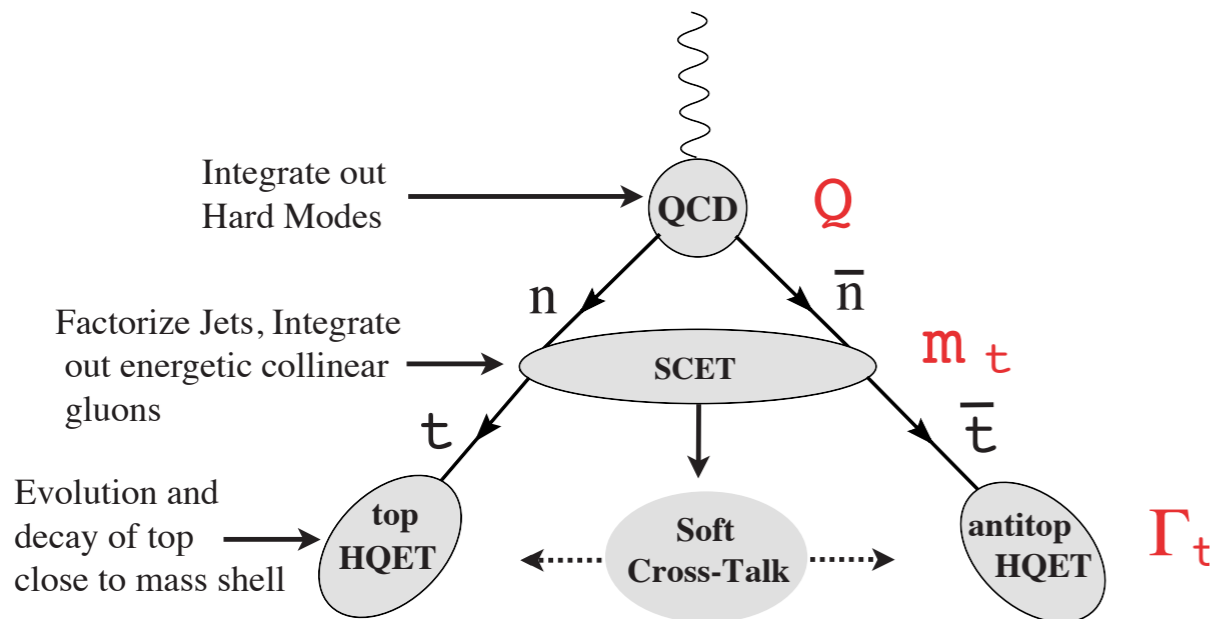 Integrate out
Hard Modes
QCD
Q
n
n̅
Factorize Jets, Integrate
out energetic collinear
gluons
SCET
m t
t
t̅
Evolution and
decay of top
close to mass shell
top
HQET
Soft
Cross-Talk
antitop
HQET
Γt